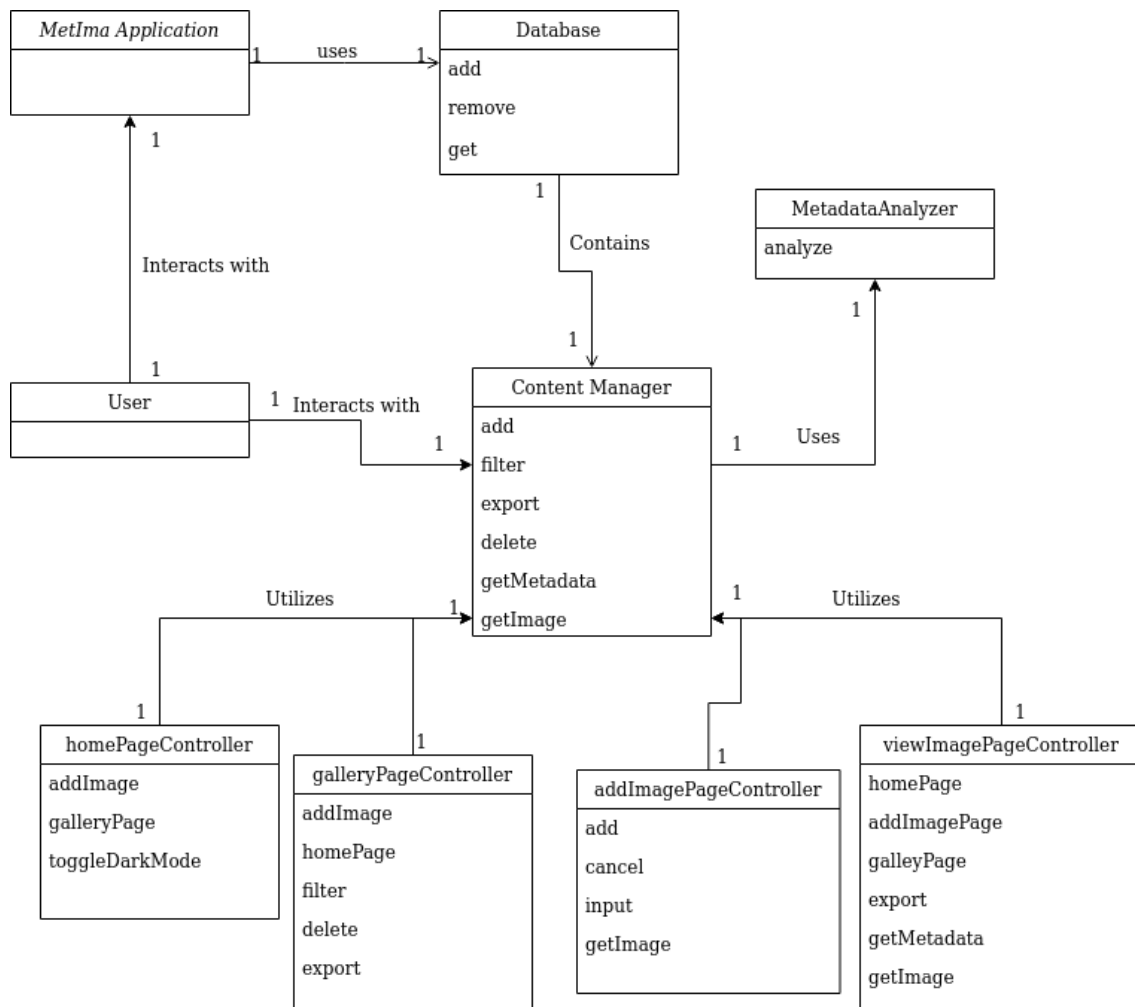 MetIma Application
1
uses
1
Database
add
remove
get
1
1
Contains
MetadataAnalyzer
analyze
Interacts with
1
1
1
User
1
Interacts with
1
Content Manager
add
filter
export
delete
getMetadata
getImage
1
Uses
Utilizes
1
1
Utilizes
1
homePageController
addImage
galleryPage
toggleDarkMode
1
galleryPageController
addImage
homePage
filter
delete
export
1
addImagePageController
add
cancel
input
getImage
1
viewImagePageController
homePage
addImagePage
galleyPage
export
getMetadata
getImage